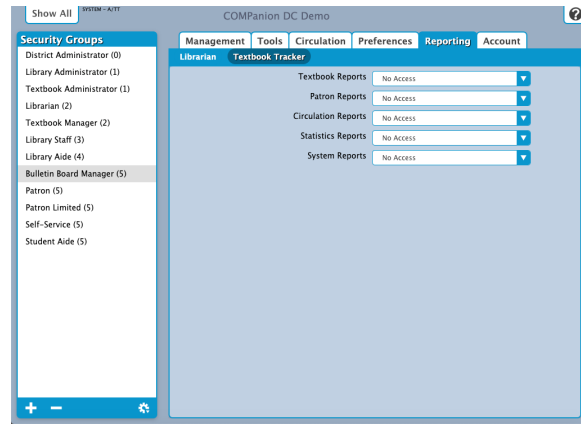 Show All
SYSTEM - A/TT
COMPanion DC Demo
?
Security Groups
District Administrator (0)
Library Administrator (1)
Textbook Administrator (1)
Librarian (2)
Textbook Manager (2)
Library Staff (3)
Library Aide (4)
Bulletin Board Manager (5)
Patron (5)
Patron Limited (5)
Self-Service (5)
Student Aide (5)
Management Tools Circulation Preferences Reporting Account
Librarian Textbook Tracker
Textbook Reports No Access
Patron Reports No Access
Circulation Reports No Access
Statistics Reports No Access
System Reports No Access